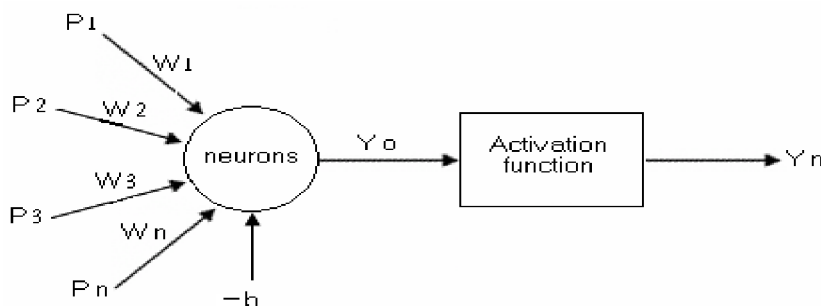 P1
W1
P2
W2
neurons
Yo
Activation
function
Yn
W3
P3
Wn
Pn
-b